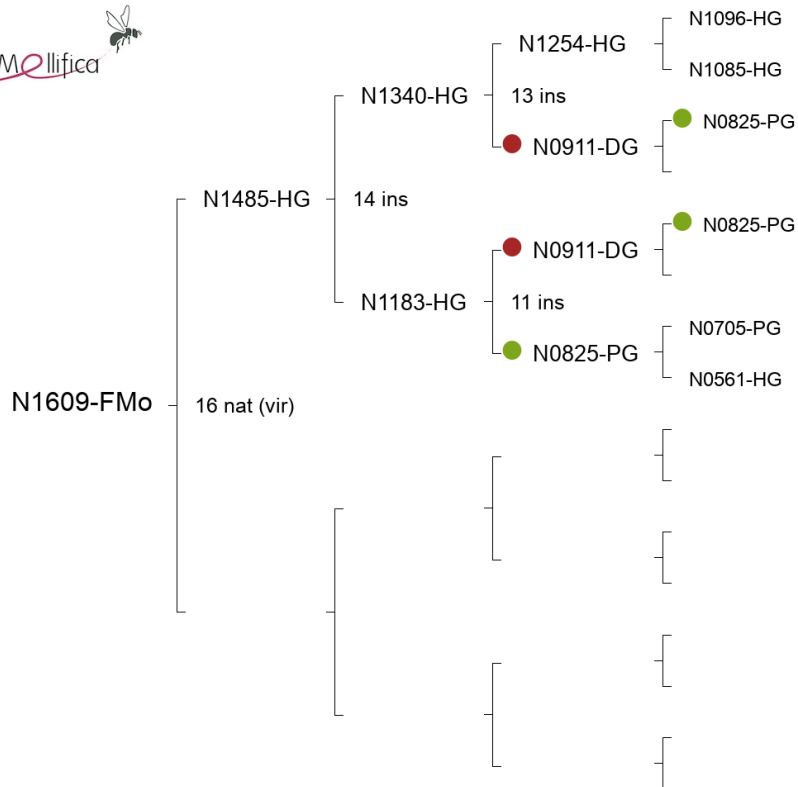 Mellifica
N1096-HG
N1254-HG
N1085-HG
N1340-HG
13 ins
N0825-PG
N0911-DG
N1485-HG
14 ins
N0825-PG
N0911-DG
N1183-HG
11 ins
N0705-PG
N0825-PG
N0561-HG
N1609-FMo
16 nat (vir)